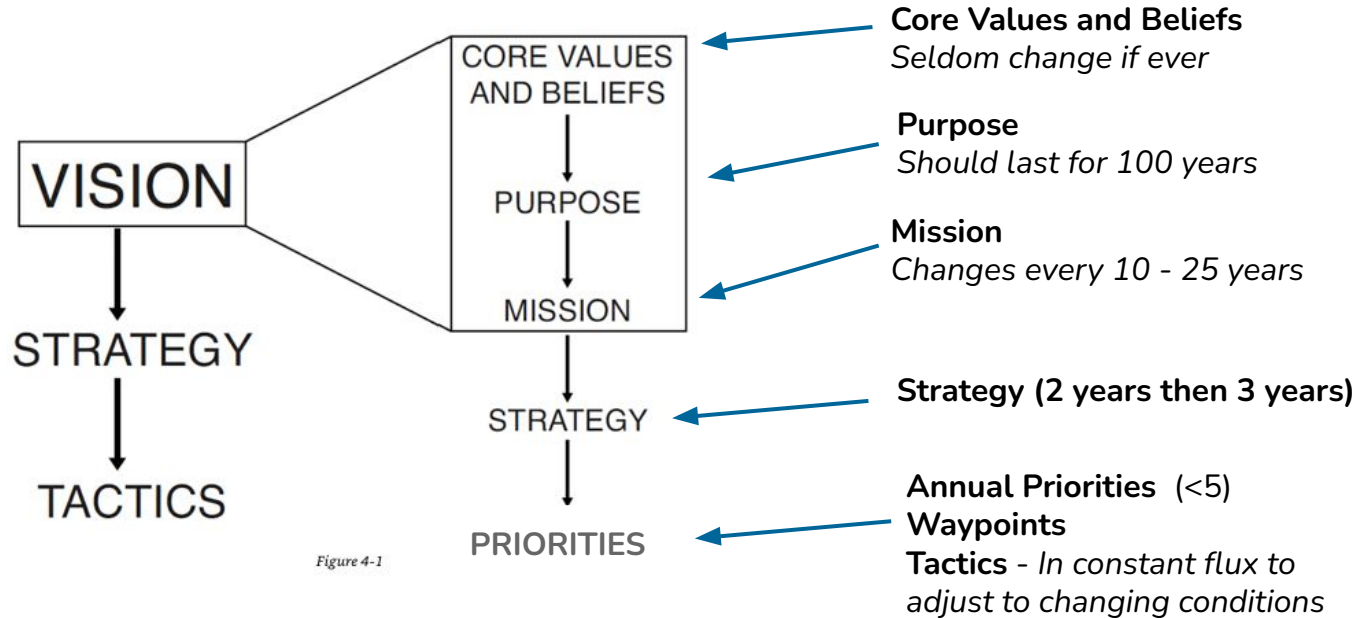 VISION
STRATEGY
TACTICS
CORE VALUES
AND BELIEFS
PURPOSE
MISSION
STRATEGY
PRIORITIES
Figure 4-1
Core Values and Beliefs
Seldom change if ever
Purpose
Should last for 100 years
Mission
Changes every 10 - 25 years
Strategy (2 years then 3 years)
Annual Priorities (<5)
Waypoints
Tactics - In constant flux to
adjust to changing conditions